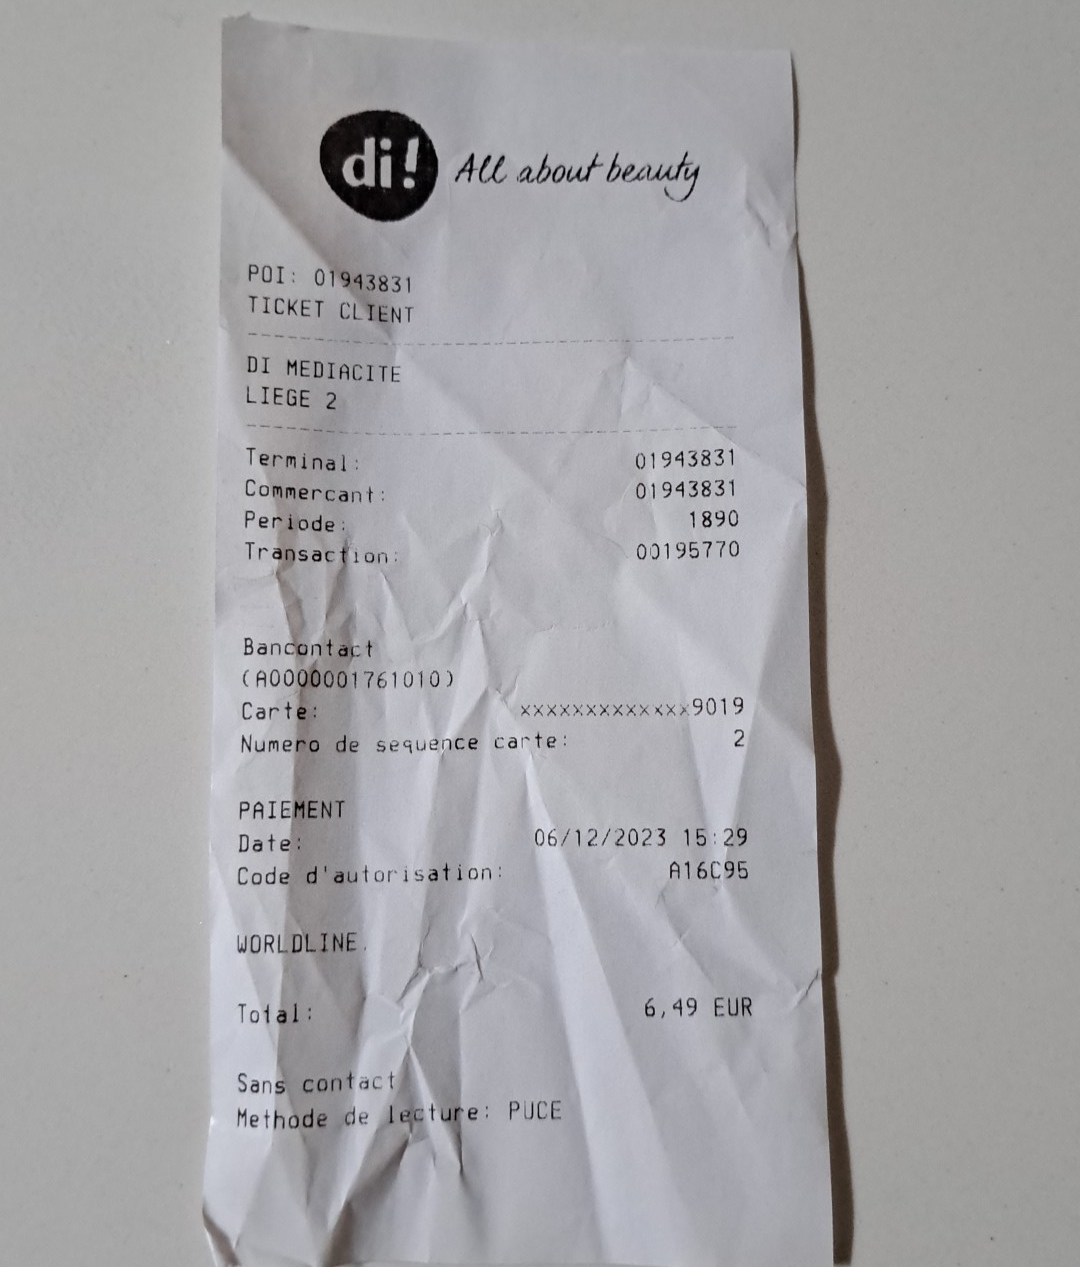 di! All about beauty
POI: 01943831
TICKET CLIENT
DI MEDIACITE
LIEGE 2
Terminal: 01943831
Commercant: 01943831
Periode: 1890
Transaction: 00195770
Bancontact
(A0000001761010)
Carte: xxxxxxxxxxxxx9019
Numero de sequence carte: 2
PAIEMENT
Date: 06/12/2023 15:29
Code d'autorisation: A16C95
WORLDLINE.
Total: 6,49 EUR
Sans contact
Methode de lecture: PUCE